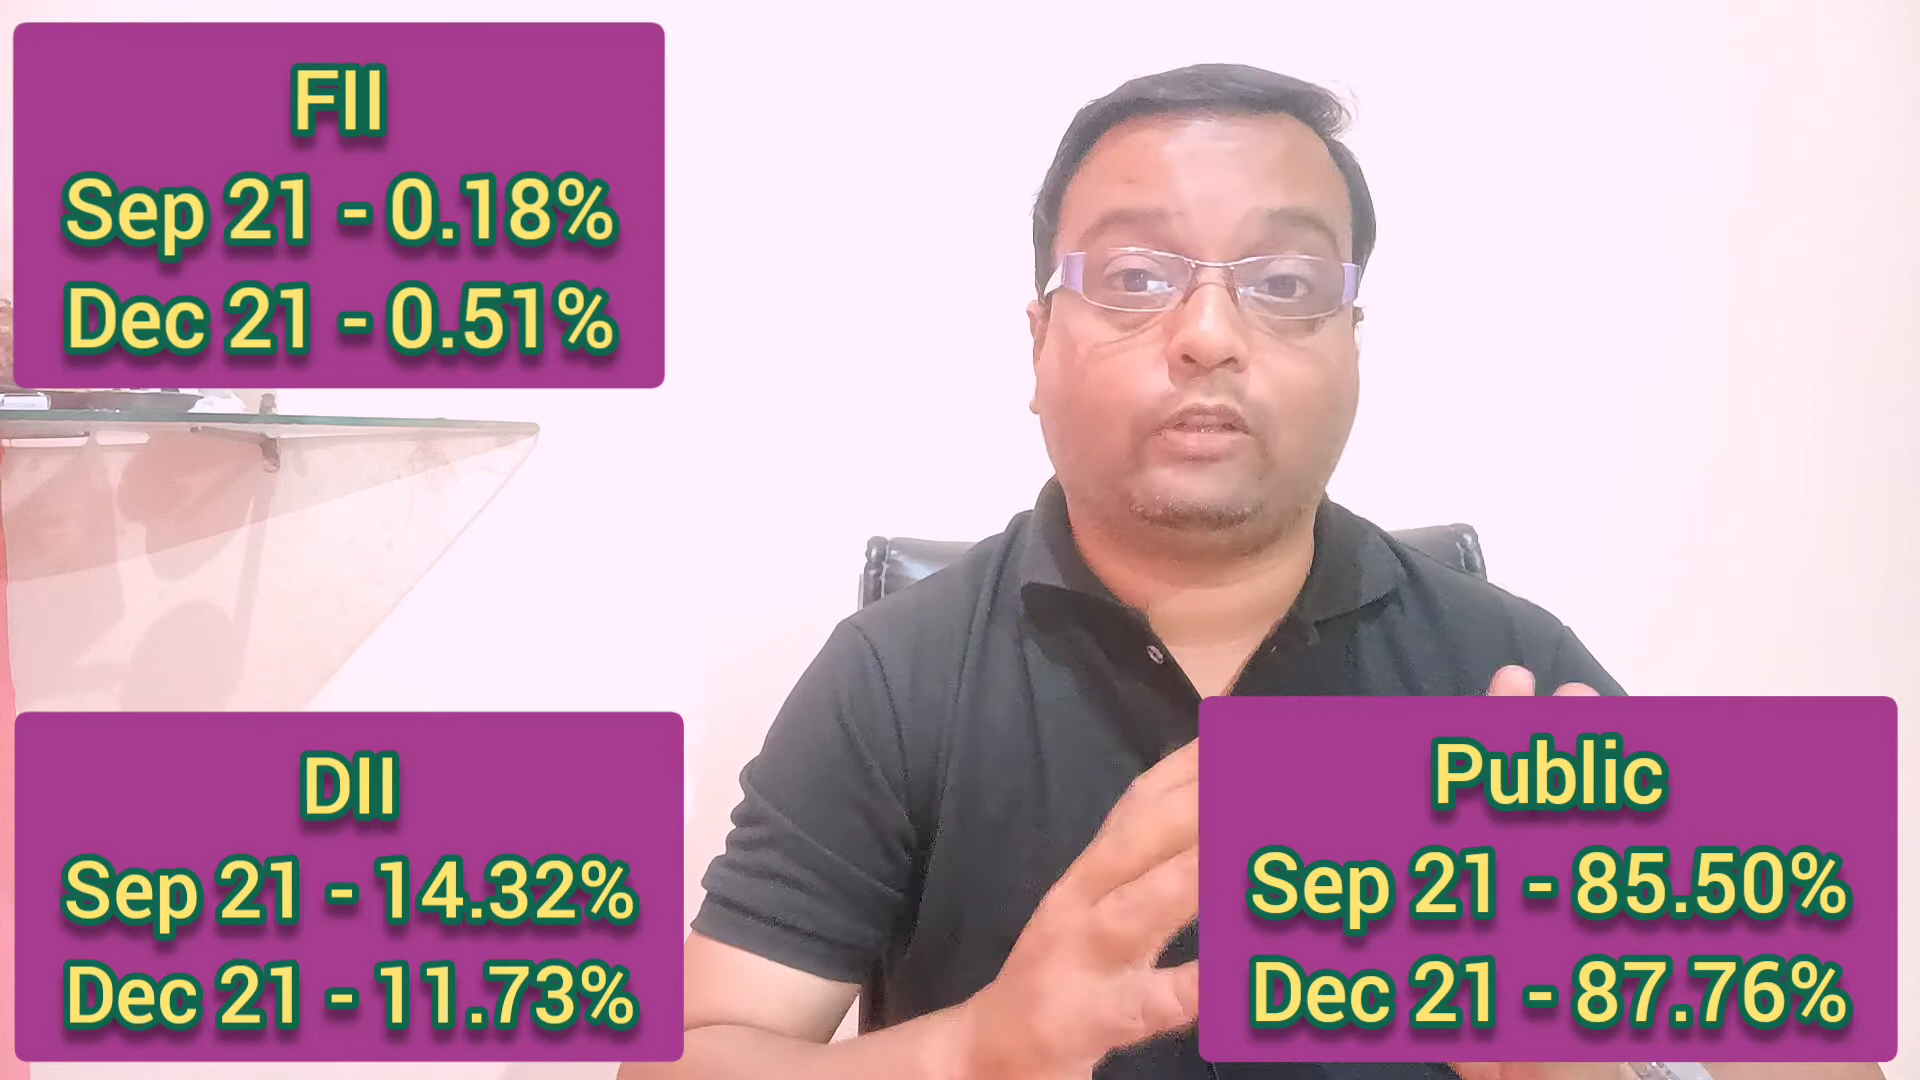 FII
Sep 21 - 0.18%
Dec 21 - 0.51%
DII
Sep 21 - 14.32%
Dec 21 - 11.73%
Public
Sep 21 - 85.50%
Dec 21 - 87.76%